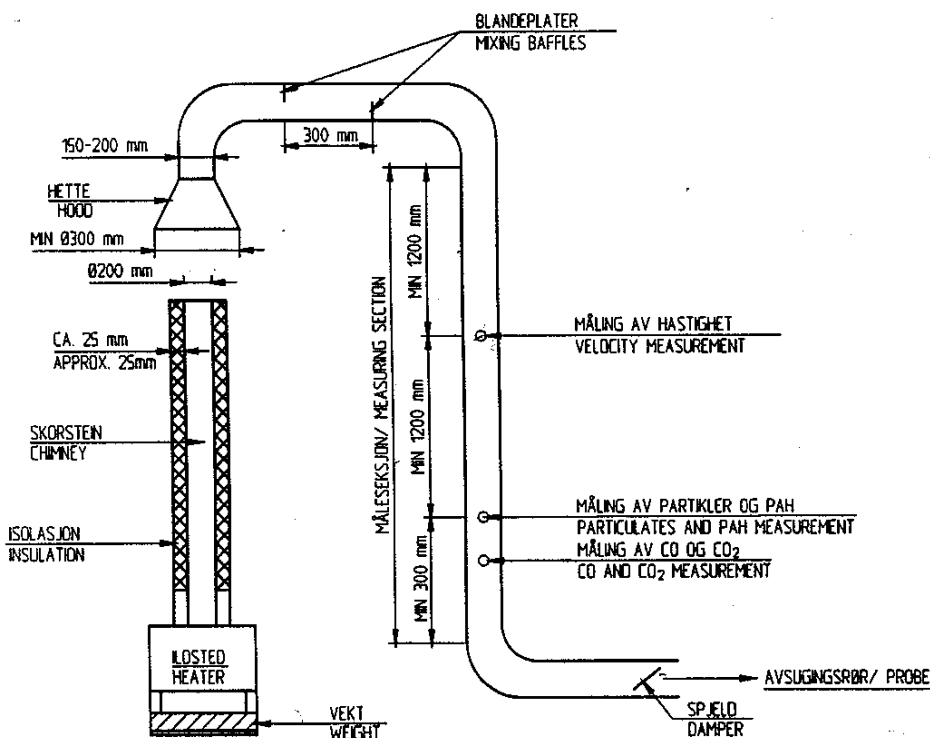 BLANDEPLATER
MIXING BAFFLES
300 mm
150-200 mm
HETTE
HOOD
MIN Ø300 mm
Ø200 mm
CA. 25 mm
APPROX. 25mm
SKORSTEIN
CHIMNEY
ISOLASJON
INSULATION
ILDSTED
HEATER
VEKT
WEIGHT
MÅLESEKSJON/ MEASURING SECTION
MIN 1200 mm
MIN 1200 mm
MIN 300 mm
MÅLING AV HASTIGHET
VELOCITY MEASUREMENT
MÅLING AV PARTIKLER OG PAH
PARTICULATES AND PAH MEASUREMENT
MÅLING AV CO OG CO₂
CO AND CO₂ MEASUREMENT
AVSUGINGSRØR/ PROBE
SPJELD
DAMPER